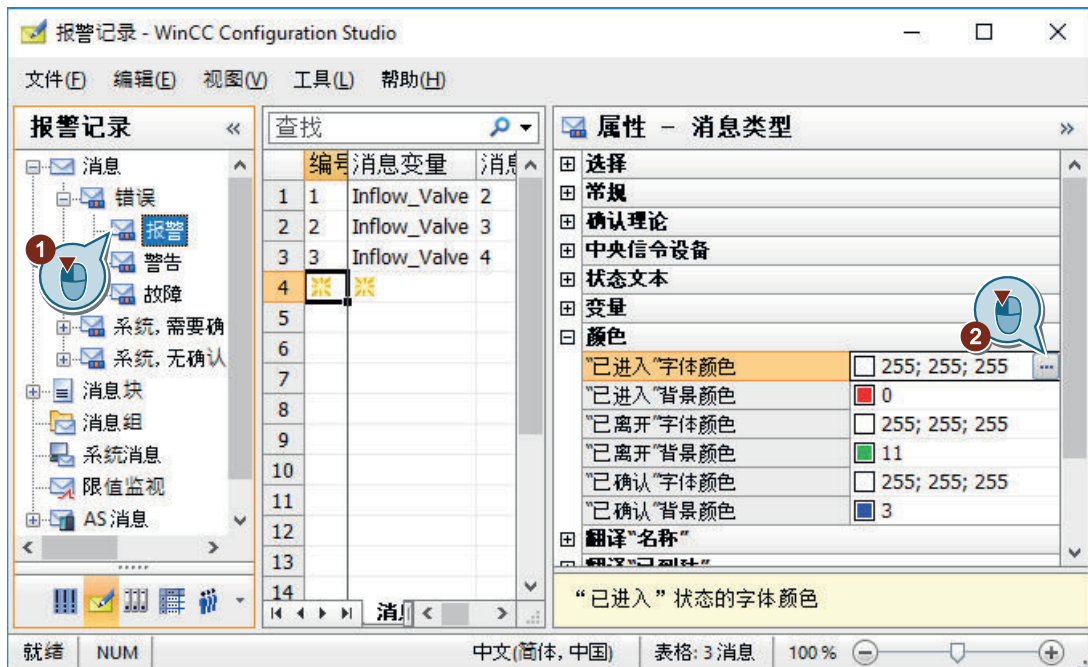 报警记录 - WinCC Configuration Studio
文件(F) 编辑(E) 视图(V) 工具(L) 帮助(H)
报警记录 «
消息
错误
报警
警告
故障
系统, 需要确
系统, 无确认
消息块
消息组
系统消息
限值监视
AS 消息
1
查找
编号 消息变量 消息
1 1 Inflow_Valve 2
2 2 Inflow_Valve 3
3 3 Inflow_Valve 4
4
5
6
7
8
9
10
11
12
13
14
消息
属性 - 消息类型 »
选择
常规
确认理论
中央信令设备
状态文本
变量
2
颜色
"已进入"字体颜色 255; 255; 255 ...
"已进入"背景颜色 0
"已离开"字体颜色 255; 255; 255
"已离开"背景颜色 11
"已确认"字体颜色 255; 255; 255
"已确认"背景颜色 3
翻译"名称"
“已进入”状态的字体颜色
就绪 NUM 中文(简体, 中国) 表格: 3 消息 100 %